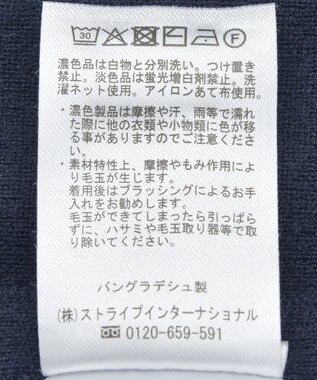 30 F
濃色品は白物と分別洗い。つけ置き
禁止。淡色品は蛍光増白剤禁止。洗
濯ネット使用。アイロンあて布使用。
・濃色製品は摩擦や汗、雨等で濡れ
た際に他の衣類や小物類に色が移
る事がありますのでご注意下さい。
・素材特性上、摩擦やもみ作用によ
り毛玉が生じます。
着用後はブラッシングによるお手
入れをお勧めします。
毛玉ができてしまったら引っぱら
ずに、ハサミや毛玉取り器等で取
り除いてください。
バングラデシュ製
(株)ストライプインターナショナル
0120-659-591